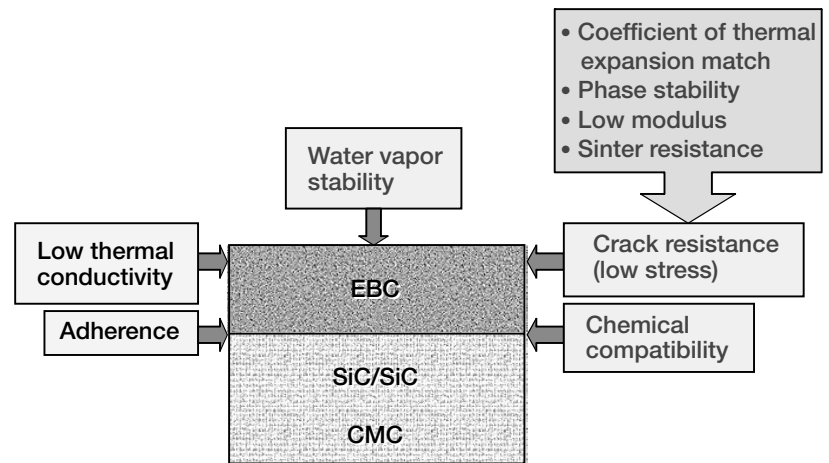 • Coefficient of thermal
expansion match
• Phase stability
• Low modulus
• Sinter resistance
Water vapor
stability
Low thermal
conductivity
Crack resistance
(low stress)
EBC
Adherence
Chemical
compatibility
SiC/SiC
CMC